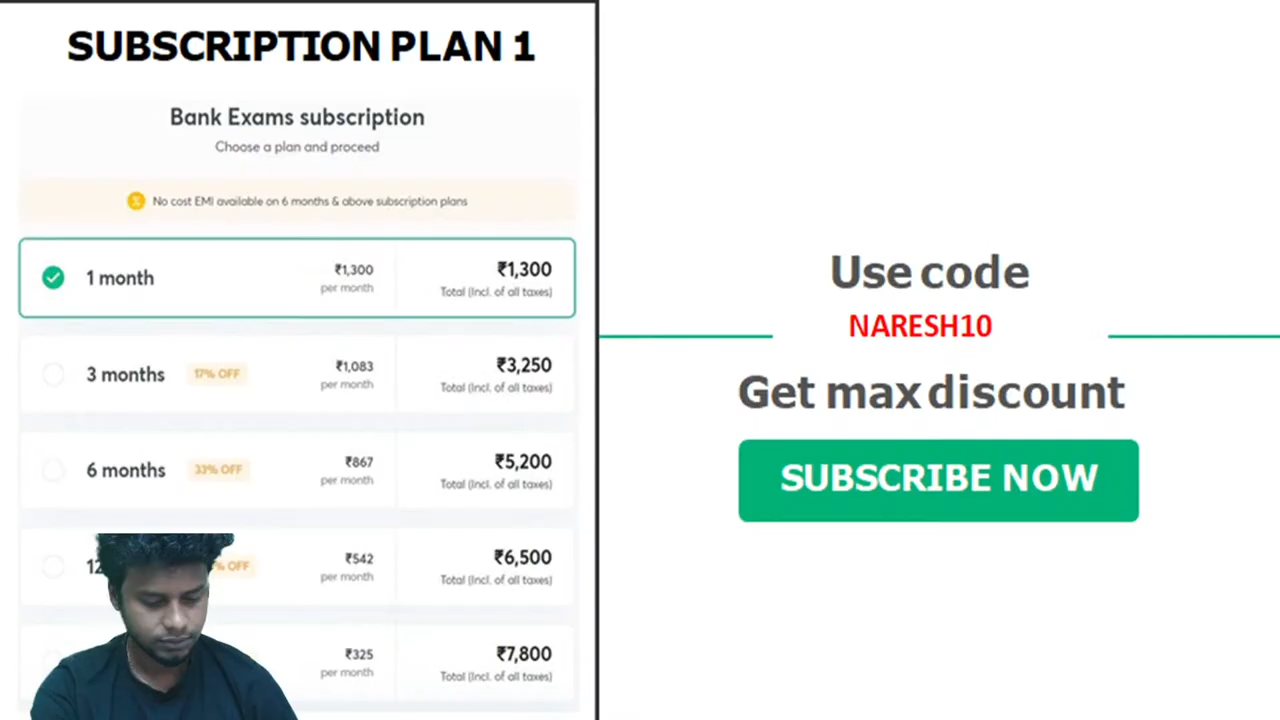 SUBSCRIPTION PLAN 1
Bank Exams subscription
Choose a plan and proceed
No cost EMI available on 6 months & above subscription plans
1 month ₹1,300 ₹1,300
per month Total (Incl. of all taxes)
3 months 17% OFF ₹1,083 ₹3,250
per month Total (Incl. of all taxes)
6 months 33% OFF ₹867 ₹5,200
per month Total (Incl. of all taxes)
12 % OFF ₹542 ₹6,500
per month Total (Incl. of all taxes)
₹325 ₹7,800
per month Total (Incl. of all taxes)
Use code
NARESH10
Get max discount
SUBSCRIBE NOW